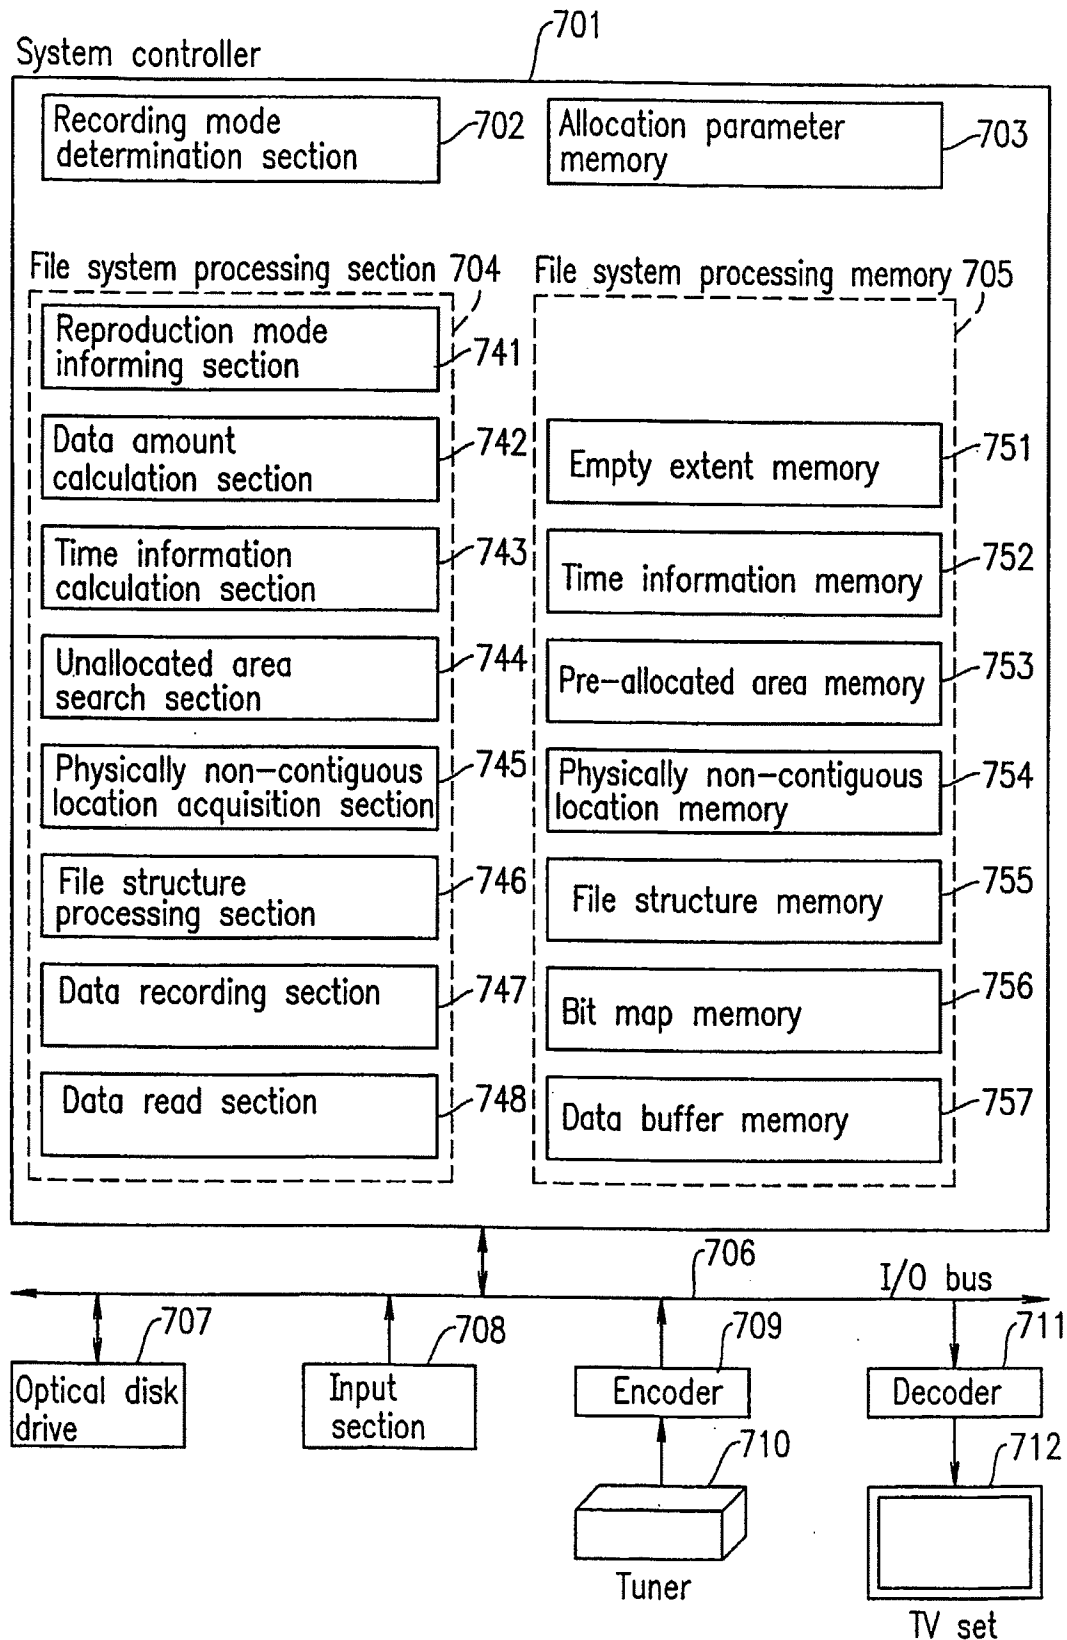 701
System controller
Recording mode
determination section
702
Allocation parameter
memory
703
File system processing section 704
File system processing memory 705
Reproduction mode
informing section
741
Data amount
calculation section
742
Empty extent memory
751
Time information
calculation section
743
Time information memory
752
Unallocated area
search section
744
Pre-allocated area memory
753
Physically non-contiguous
location acquisition section
745
Physically non-contiguous
location memory
754
File structure
processing section
746
File structure memory
755
Data recording section
747
Bit map memory
756
Data read section
748
Data buffer memory
757
706
I/O bus
707
Optical disk
drive
708
Input
section
709
Encoder
711
Decoder
710
Tuner
712
TV set